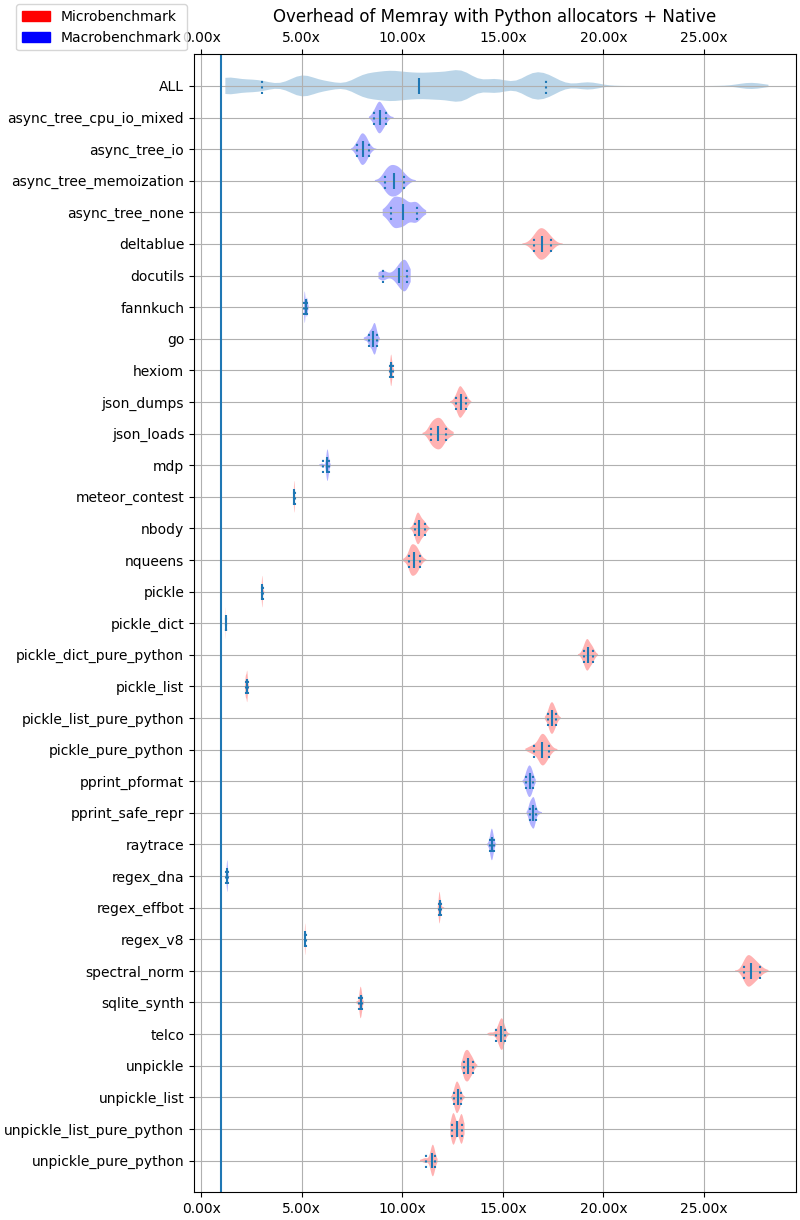 Microbenchmark
Macrobenchmark
Overhead of Memray with Python allocators + Native
0.00x 5.00x 10.00x 15.00x 20.00x 25.00x
ALL
async_tree_cpu_io_mixed
async_tree_io
async_tree_memoization
async_tree_none
deltablue
docutils
fannkuch
go
hexiom
json_dumps
json_loads
mdp
meteor_contest
nbody
nqueens
pickle
pickle_dict
pickle_dict_pure_python
pickle_list
pickle_list_pure_python
pickle_pure_python
pprint_pformat
pprint_safe_repr
raytrace
regex_dna
regex_effbot
regex_v8
spectral_norm
sqlite_synth
telco
unpickle
unpickle_list
unpickle_list_pure_python
unpickle_pure_python
0.00x 5.00x 10.00x 15.00x 20.00x 25.00x